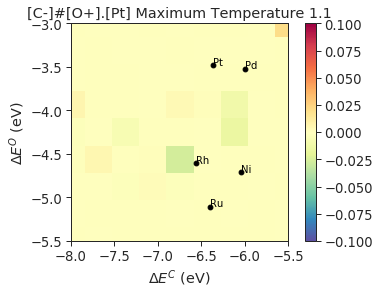 [C-]#[O+].[Pt] Maximum Temperature 1.1
−3.0
−3.5
−4.0
−4.5
−5.0
−5.5
ΔE^O (eV)
−8.0 −7.5 −7.0 −6.5 −6.0 −5.5
ΔE^C (eV)
Pt
Pd
Rh
Ni
Ru
0.100
0.075
0.050
0.025
0.000
−0.025
−0.050
−0.075
−0.100